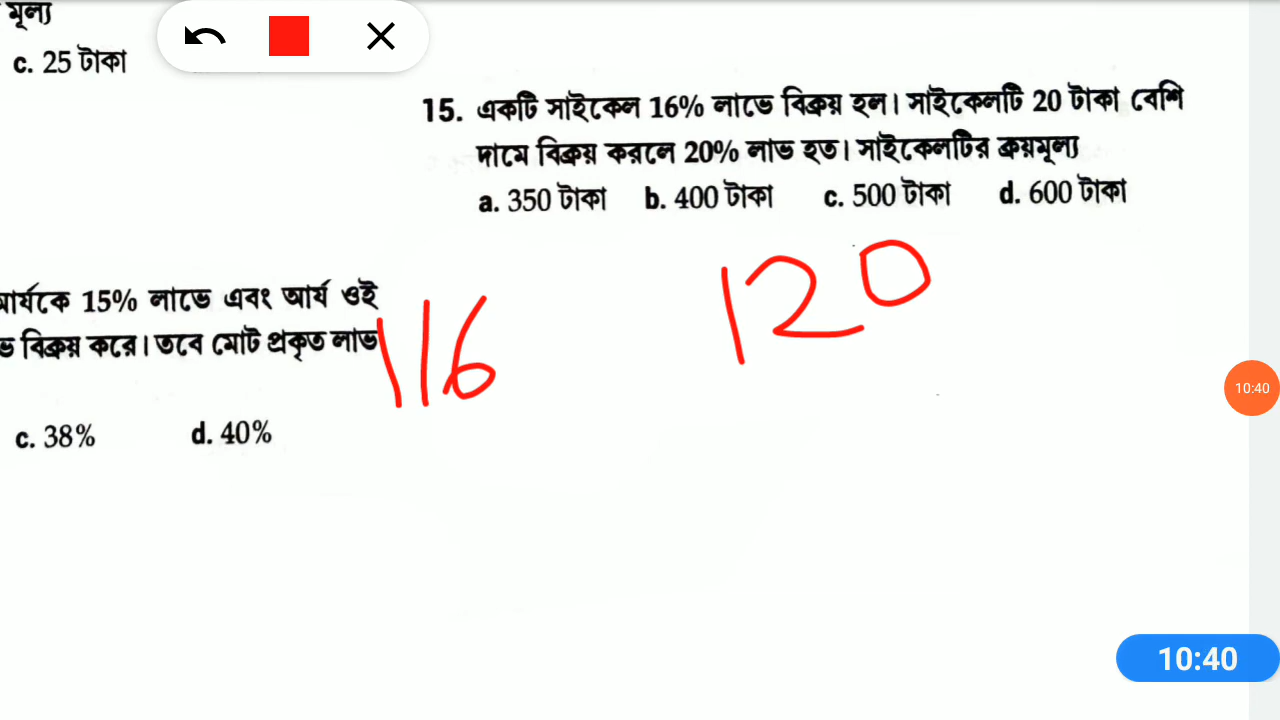 মূল্য
c. 25 টাকা
15. একটি সাইকেল 16% লাভে বিক্রয় হল। সাইকেলটি 20 টাকা বেশি
দামে বিক্রয় করলে 20% লাভ হত। সাইকেলটির ক্রয়মূল্য
a. 350 টাকা b. 400 টাকা c. 500 টাকা d. 600 টাকা
120
আর্যকে 15% লাভে এবং আর্য ওই
বিক্রয় করে। তবে মোট প্রকৃত লাভ
116
c. 38% d. 40%
10:40
10:40